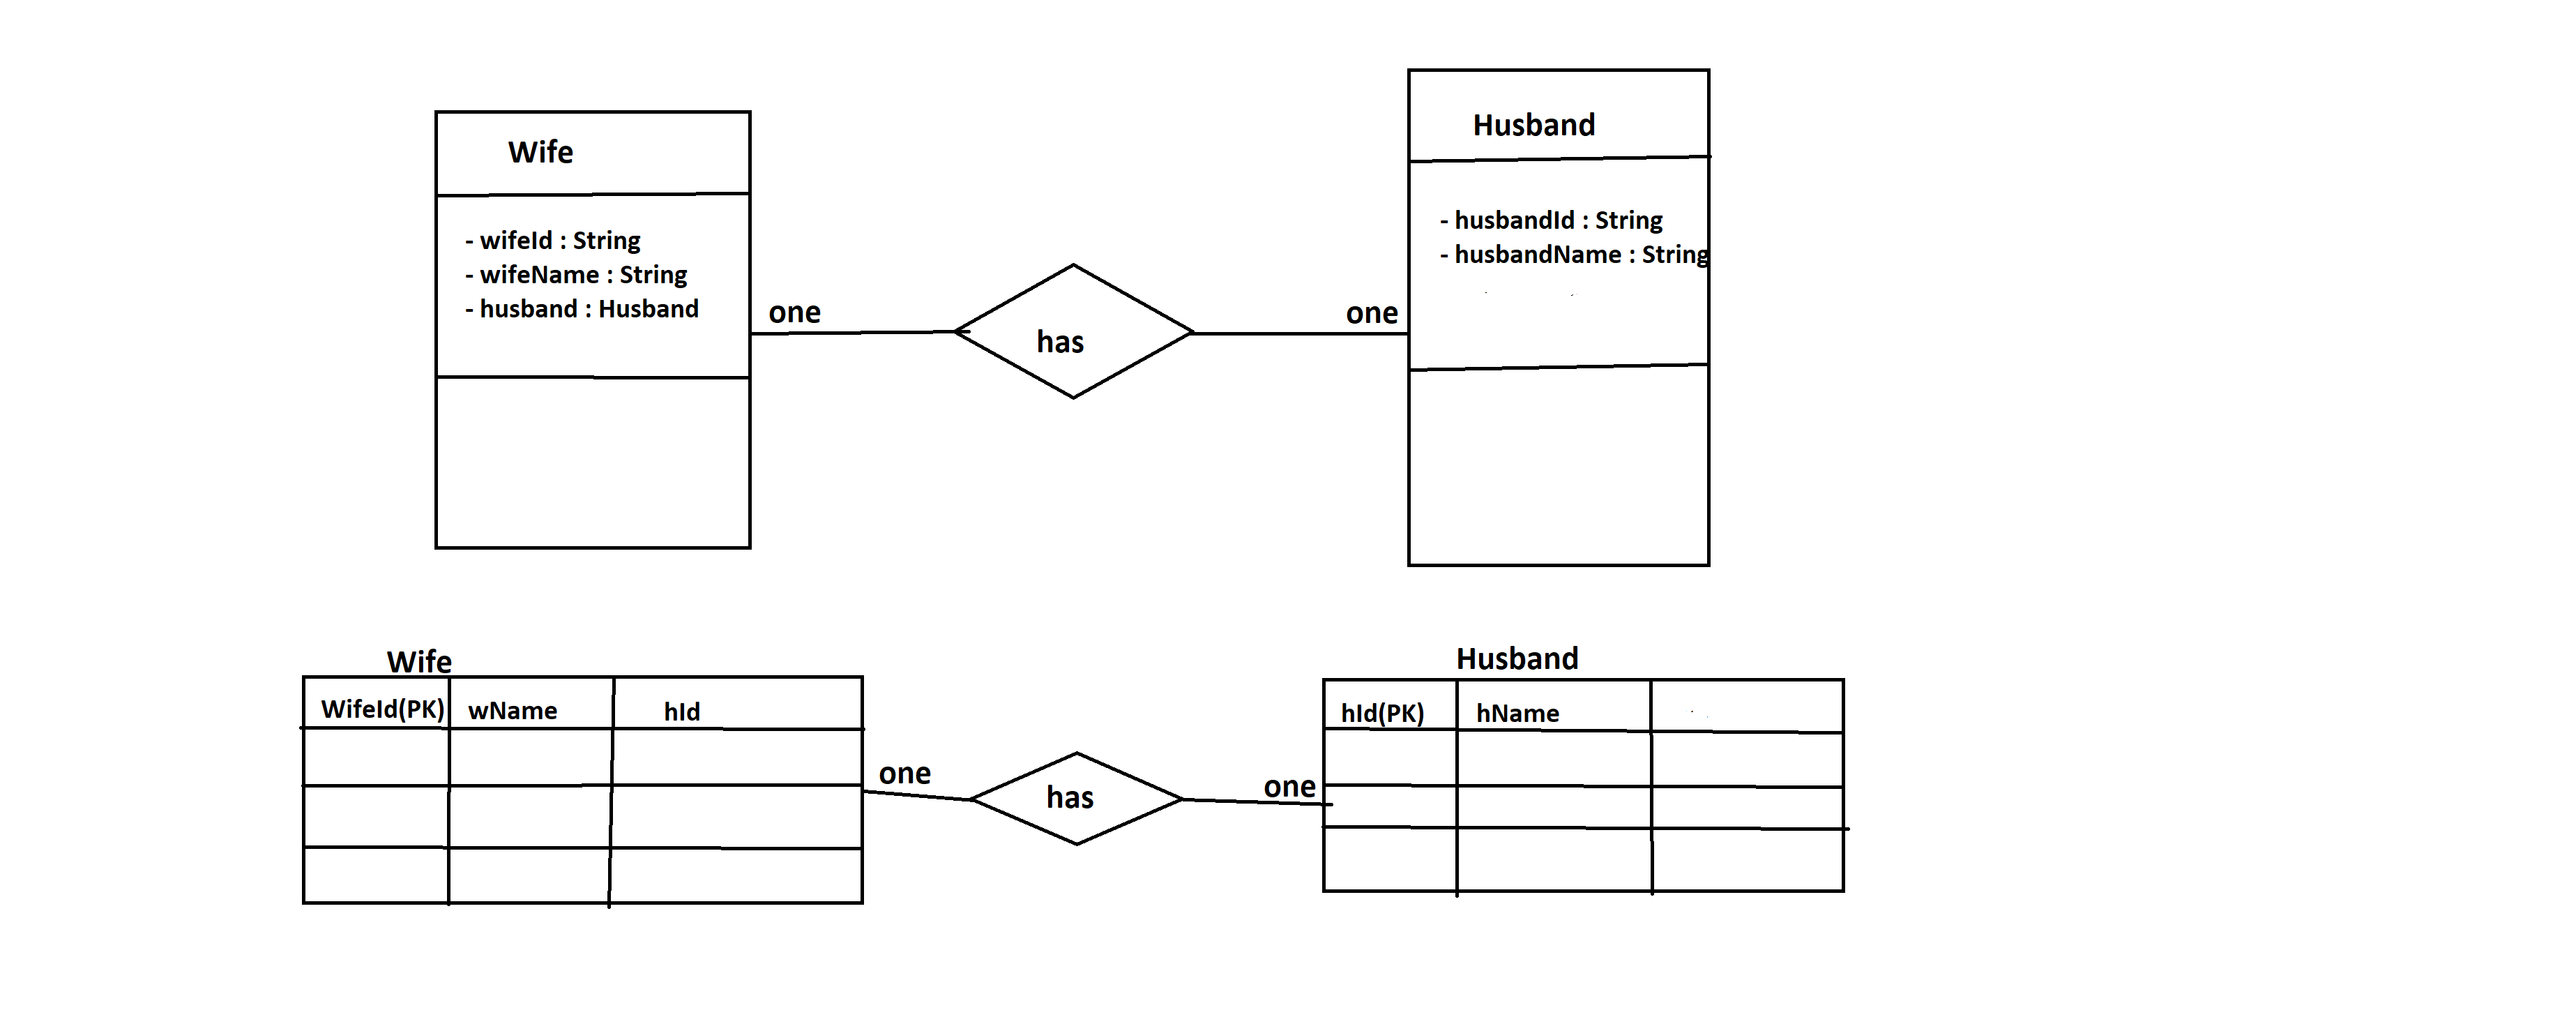 Wife
- wifeId : String
- wifeName : String
- husband : Husband
one
has
one
Husband
- husbandId : String
- husbandName : String
Wife
WifeId(PK) wName hId
one
has
one
Husband
hId(PK) hName